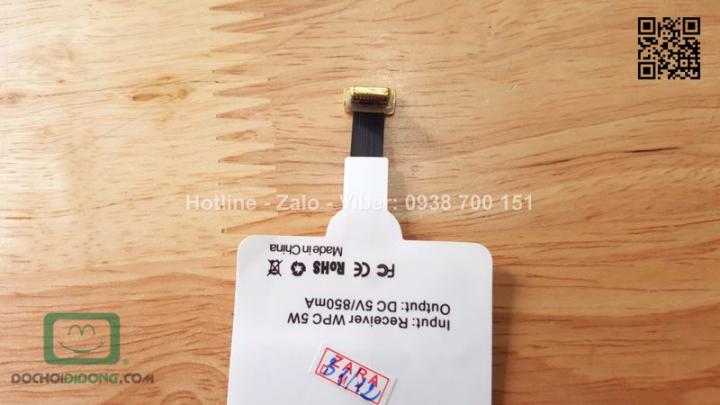 Hotline - Zalo - Viber: 0938 700 151
Input: Receiver WPC 5W
Output: DC 5V/850mA
FC CE RoHS
Made in China
ZARA
DOCHOIDIDONG.COM